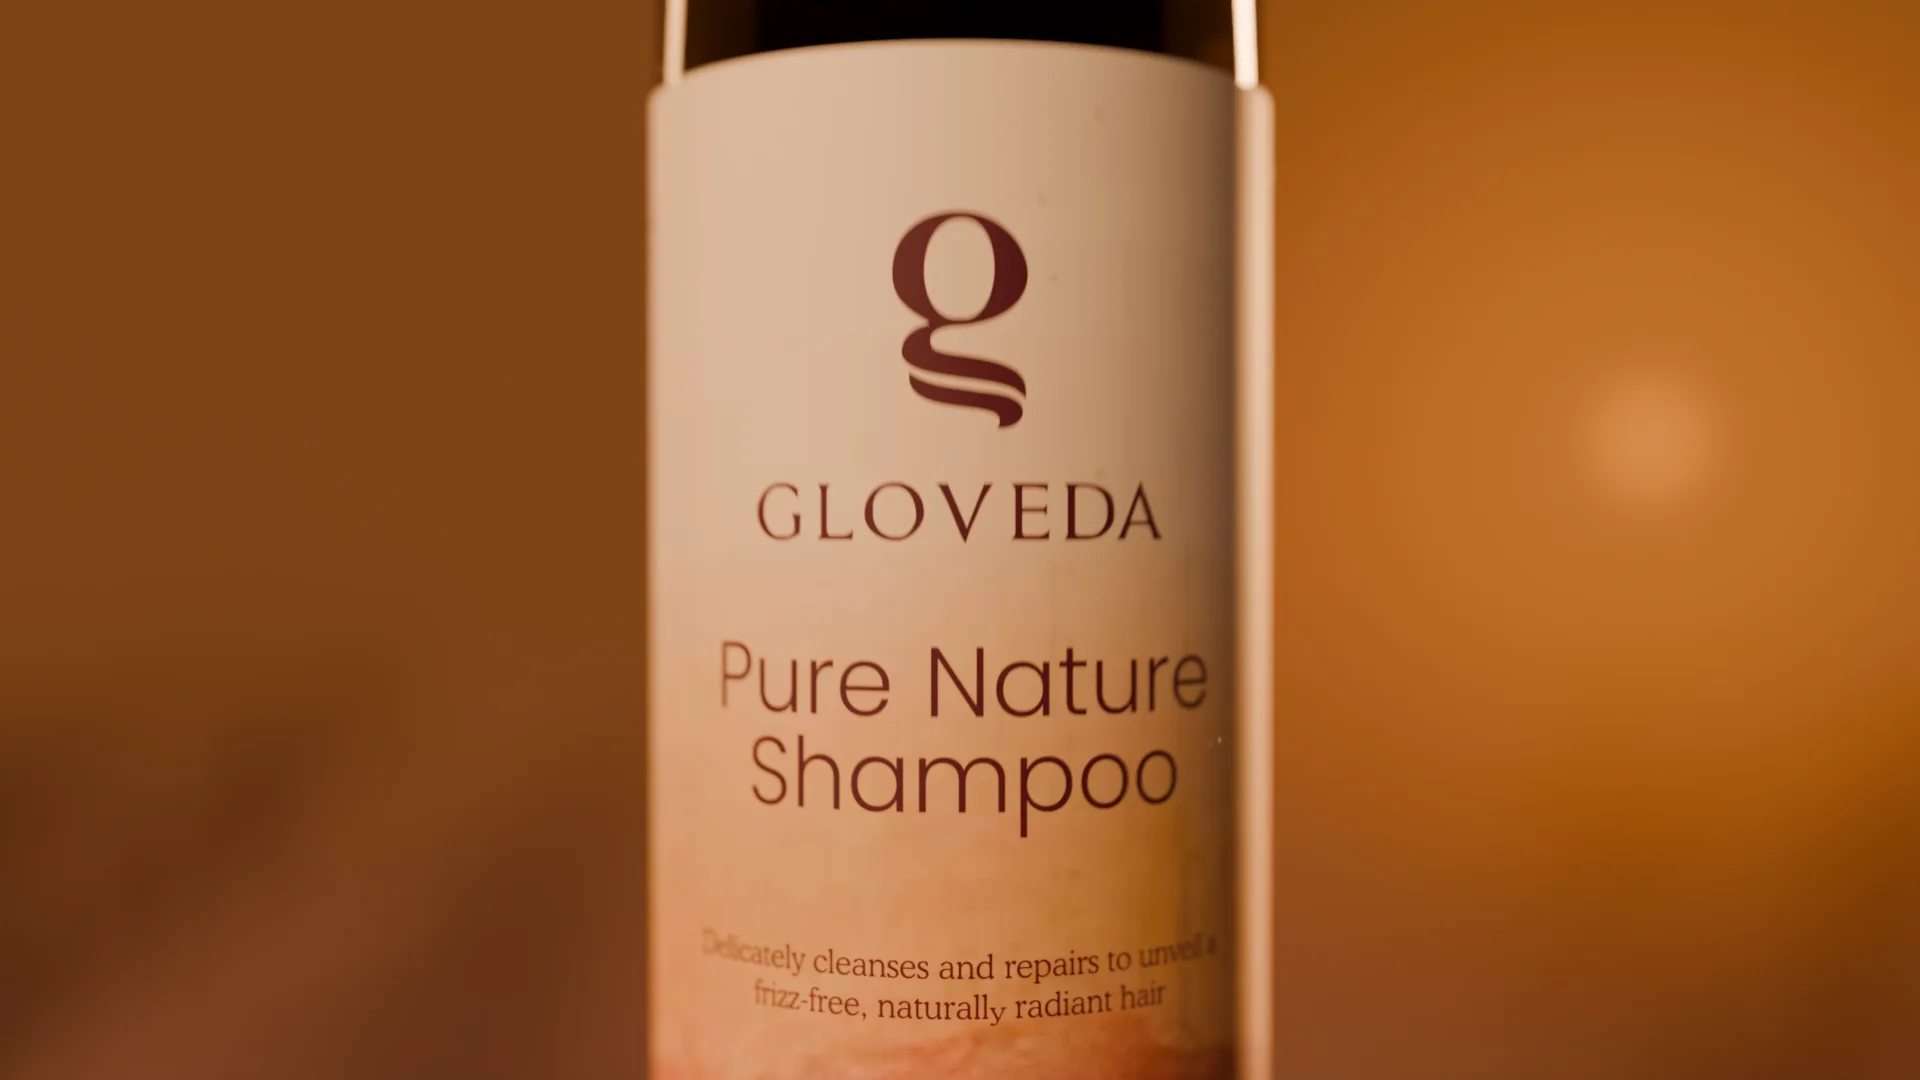 g
GLOVEDA
Pure Nature
Shampoo
Delicately cleanses and repairs to unveil a
frizz-free, naturally radiant hair